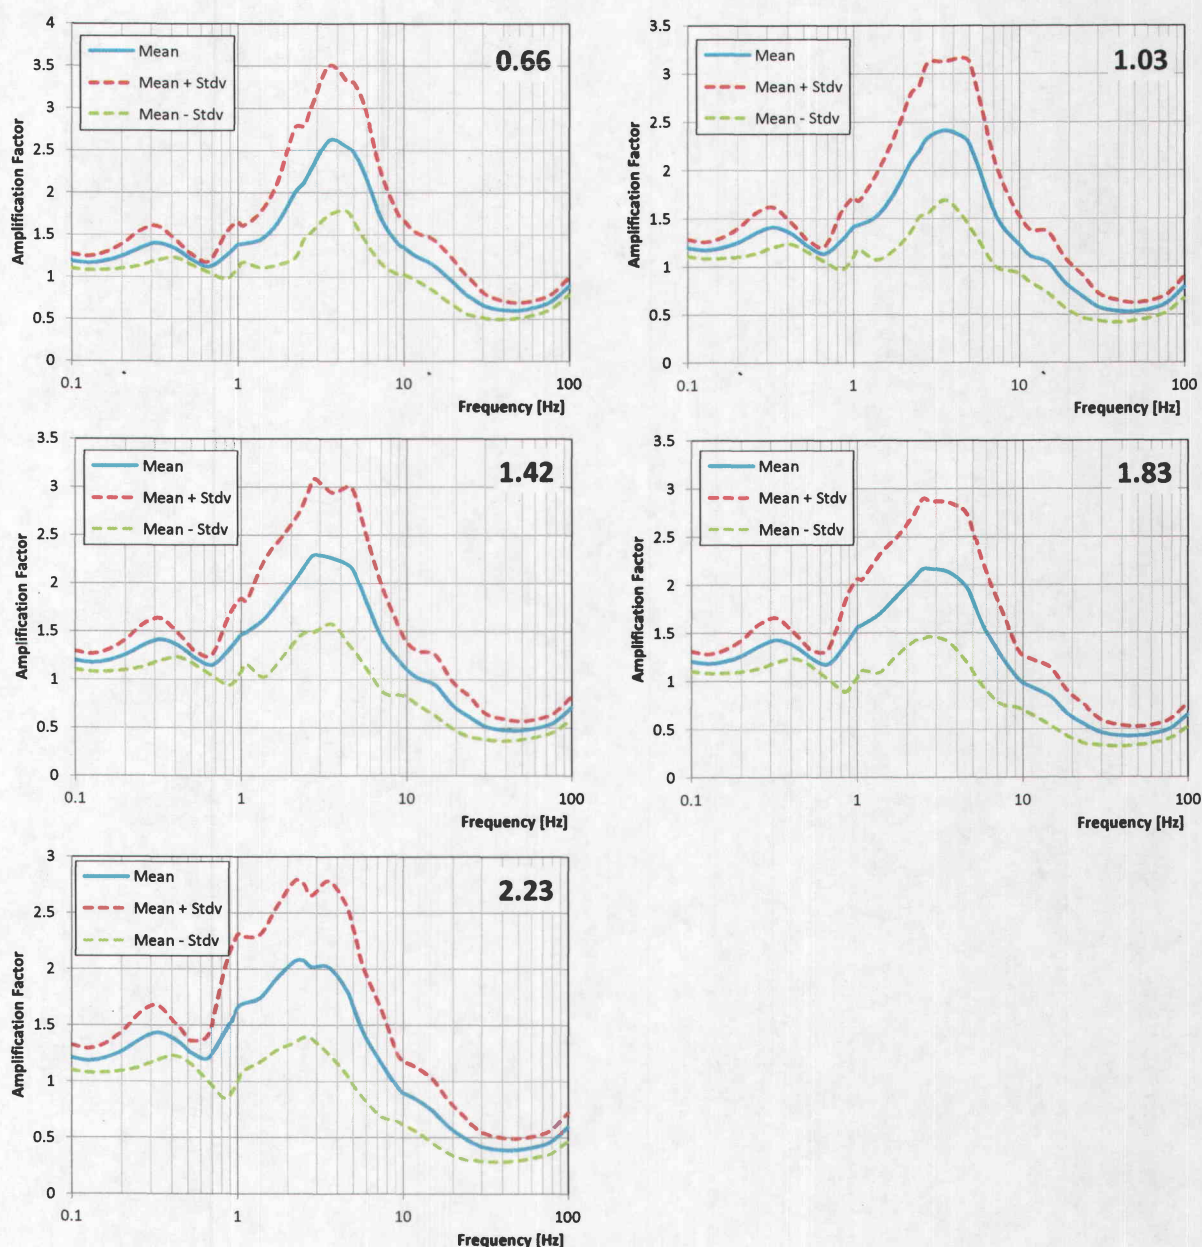 4
3.5
3
2.5
2
1.5
1
0.5
0
Amplification Factor
Mean
Mean + Stdv
Mean - Stdv
0.66
0.1 1 10 100
Frequency [Hz]
3.5
3
2.5
2
1.5
1
0.5
0
Amplification Factor
Mean
Mean + Stdv
Mean - Stdv
1.03
0.1 1 10 100
Frequency [Hz]
3.5
3
2.5
2
1.5
1
0.5
0
Amplification Factor
Mean
Mean + Stdv
Mean - Stdv
1.42
0.1 1 10 100
Frequency [Hz]
3.5
3
2.5
2
1.5
1
0.5
0
Amplification Factor
Mean
Mean + Stdv
Mean - Stdv
1.83
0.1 1 10 100
Frequency [Hz]
3
2.5
2
1.5
1
0.5
0
Amplification Factor
Mean
Mean + Stdv
Mean - Stdv
2.23
0.1 1 10 100
Frequency [Hz]